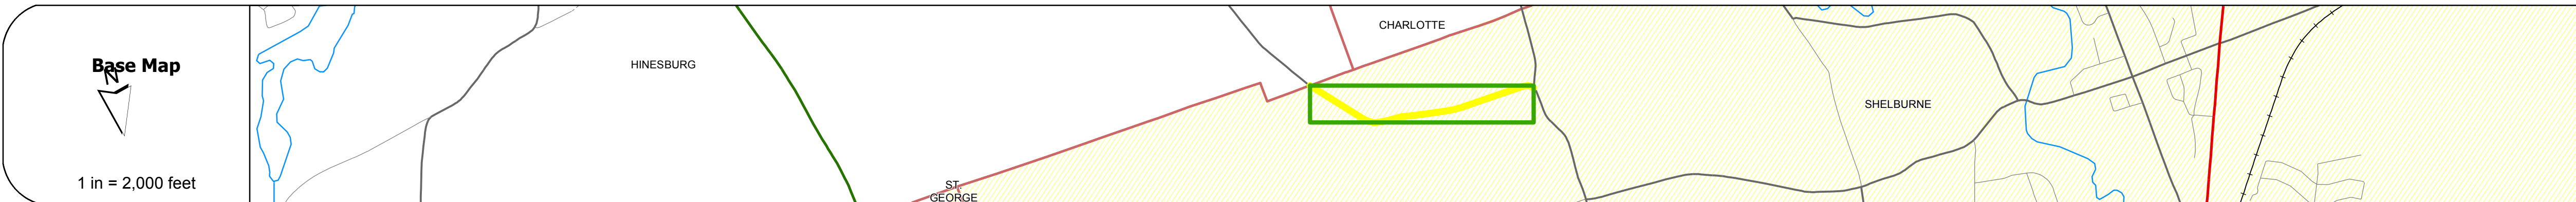 Base Map
N
1 in = 2,000 feet
HINESBURG
ST.
GEORGE
CHARLOTTE
SHELBURNE